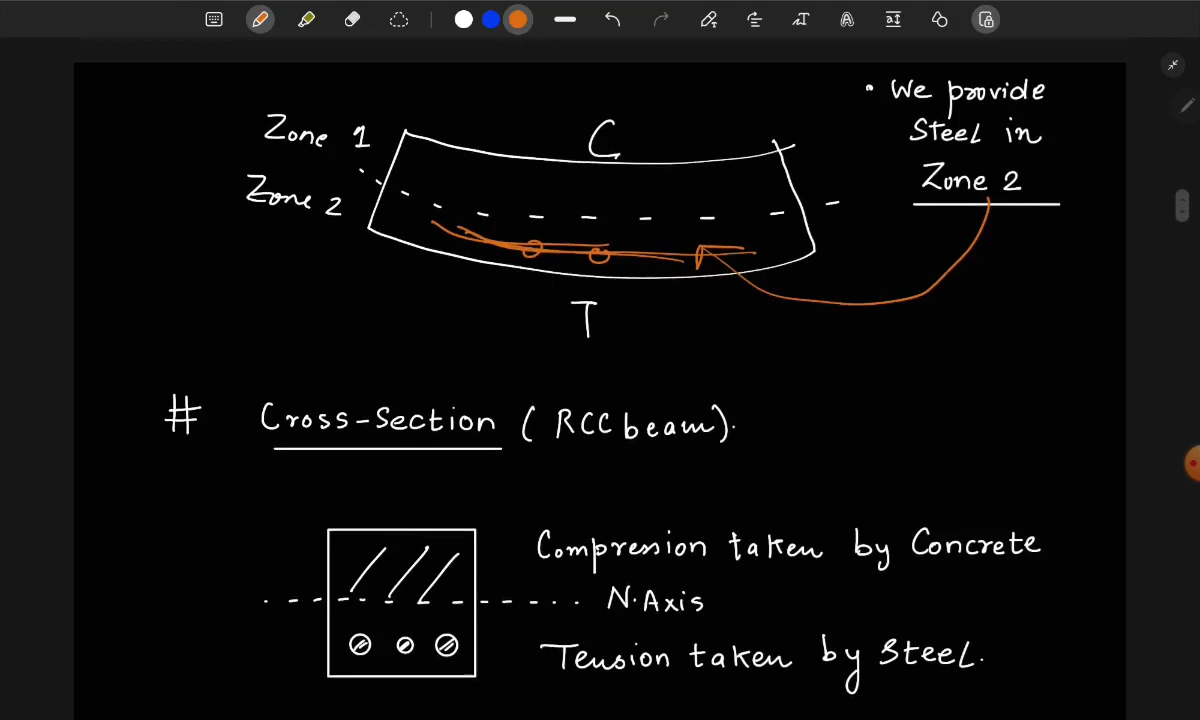 • We provide
Steel in
Zone 2
Zone 1
C
Zone 2
T
# Cross-Section (RCC beam).
Compression taken by Concrete
N.Axis
Tension taken by Steel.